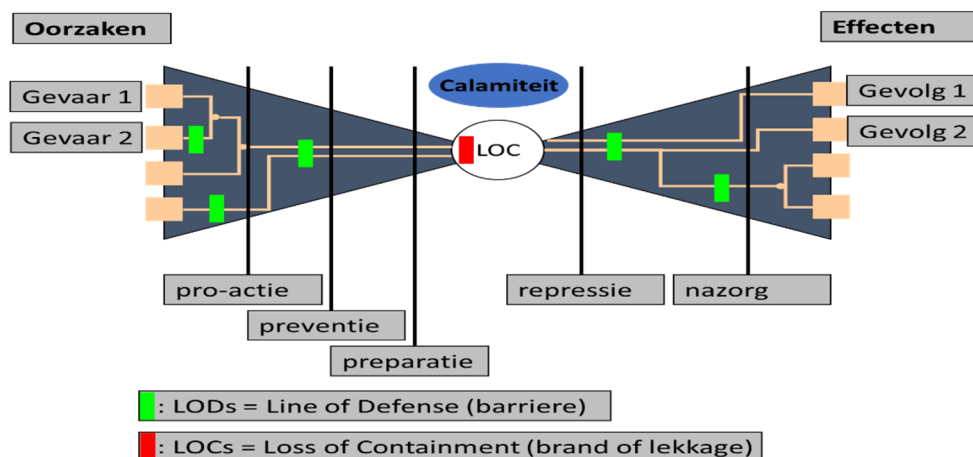 Oorzaken
Effecten
Calamiteit
Gevaar 1
Gevolg 1
Gevaar 2
Gevolg 2
LOC
pro-actie
repressie
nazorg
preventie
preparatie
: LODs = Line of Defense (barriere)
: LOCs = Loss of Containment (brand of lekkage)